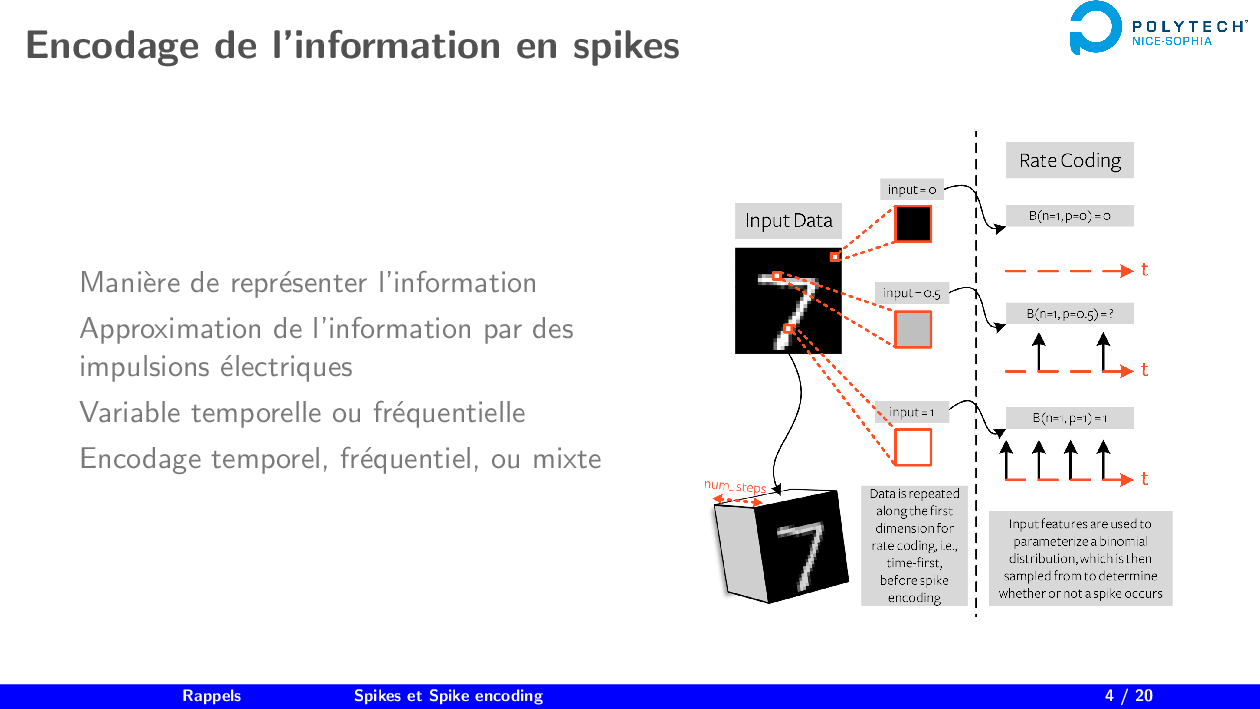 Encodage de l'information en spikes
POLYTECH
NICE-SOPHIA
Manière de représenter l'information
Approximation de l'information par des
impulsions électriques
Variable temporelle ou fréquentielle
Encodage temporel, fréquentiel, ou mixte
Input Data
input = 0
input = 0.5
input = 1
num_steps
Data is repeated
along the first
dimension for
rate coding, i.e.,
time-first,
before spike
encoding
Rate Coding
B(n=1, p=0) = 0
t
B(n=1, p=0.5) = ?
t
B(n=1, p=1) = 1
t
Input features are used to
parameterize a binomial
distribution, which is then
sampled from to determine
whether or not a spike occurs
Rappels Spikes et Spike encoding 4 / 20